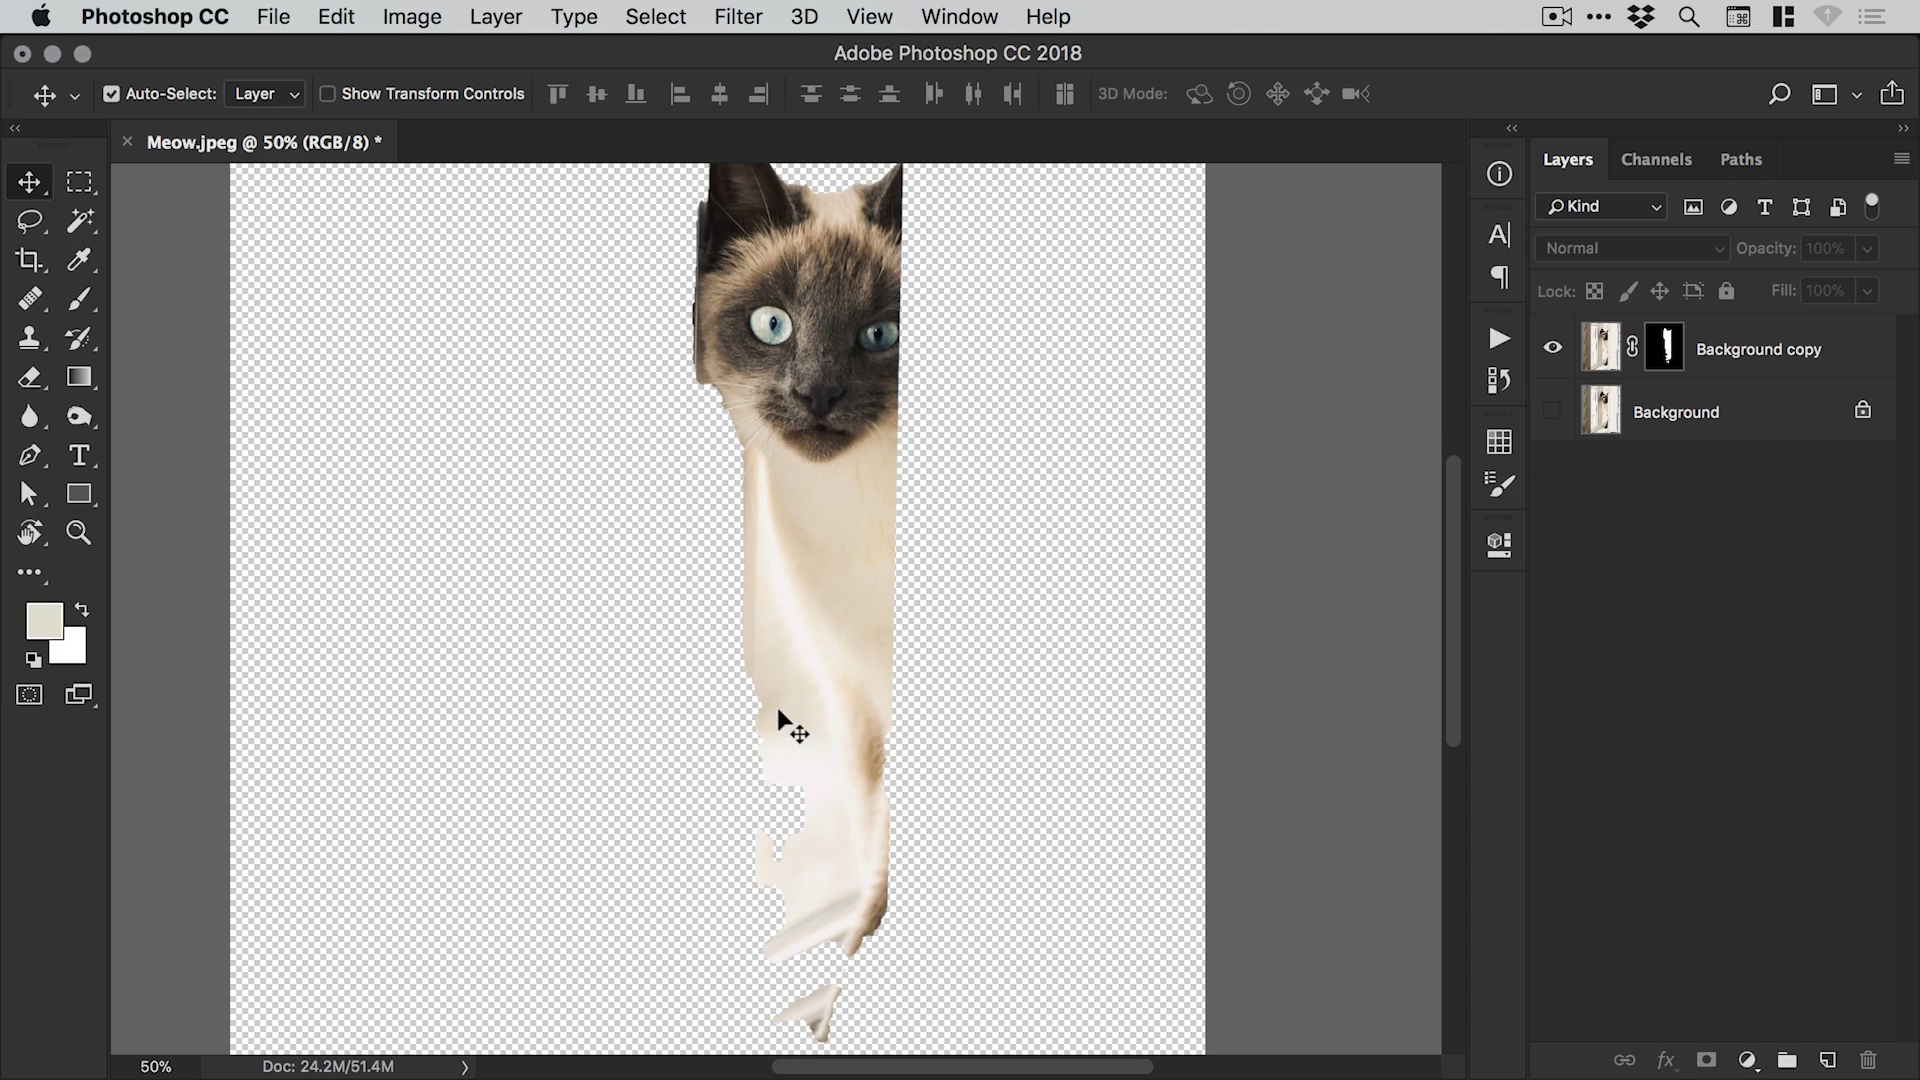 Photoshop CC File Edit Image Layer Type Select Filter 3D View Window Help
Adobe Photoshop CC 2018
Auto-Select: Layer Show Transform Controls 3D Mode:
Meow.jpeg @ 50% (RGB/8) *
Layers Channels Paths
Kind
Normal Opacity: 100%
Lock: Fill: 100%
Background copy
Background
50% Doc: 24.2M/51.4M